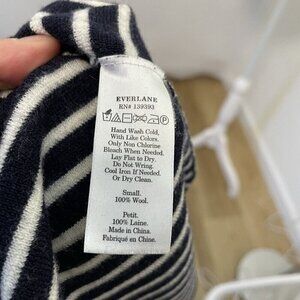 EVERLANE
RN# 139393
Hand Wash Cold,
With Like Colors.
Only Non Chlorine
Bleach When Needed.
Lay Flat to Dry.
Do Not Wring.
Cool Iron If Needed.
Or Dry Clean.
Small.
100% Wool.
Petit.
100% Laine.
Made in China.
Fabriqué en Chine.